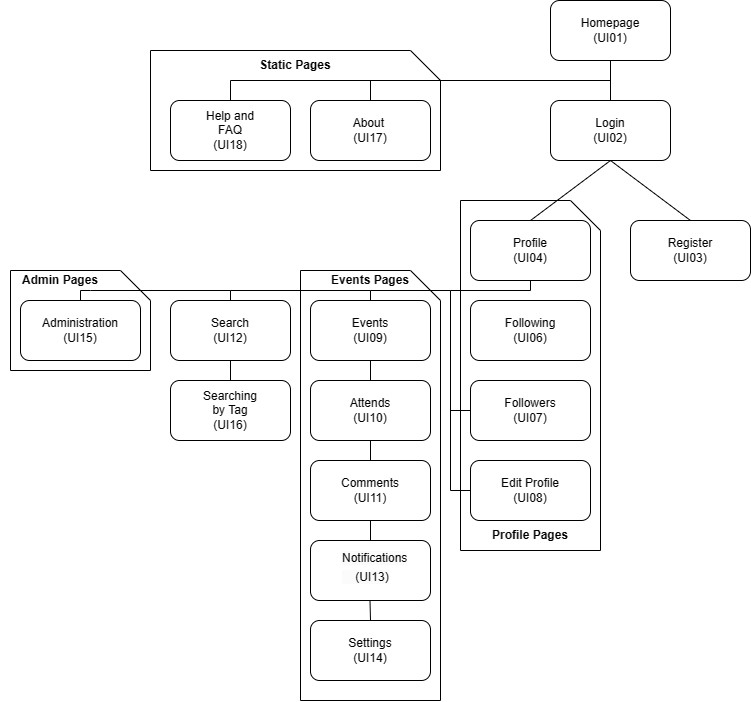 Homepage
(UI01)
Static Pages
Help and
FAQ
(UI18)
About
(UI17)
Login
(UI02)
Profile
(UI04)
Register
(UI03)
Admin Pages
Administration
(UI15)
Search
(UI12)
Searching
by Tag
(UI16)
Events Pages
Events
(UI09)
Attends
(UI10)
Comments
(UI11)
Notifications
(UI13)
Settings
(UI14)
Following
(UI06)
Followers
(UI07)
Edit Profile
(UI08)
Profile Pages